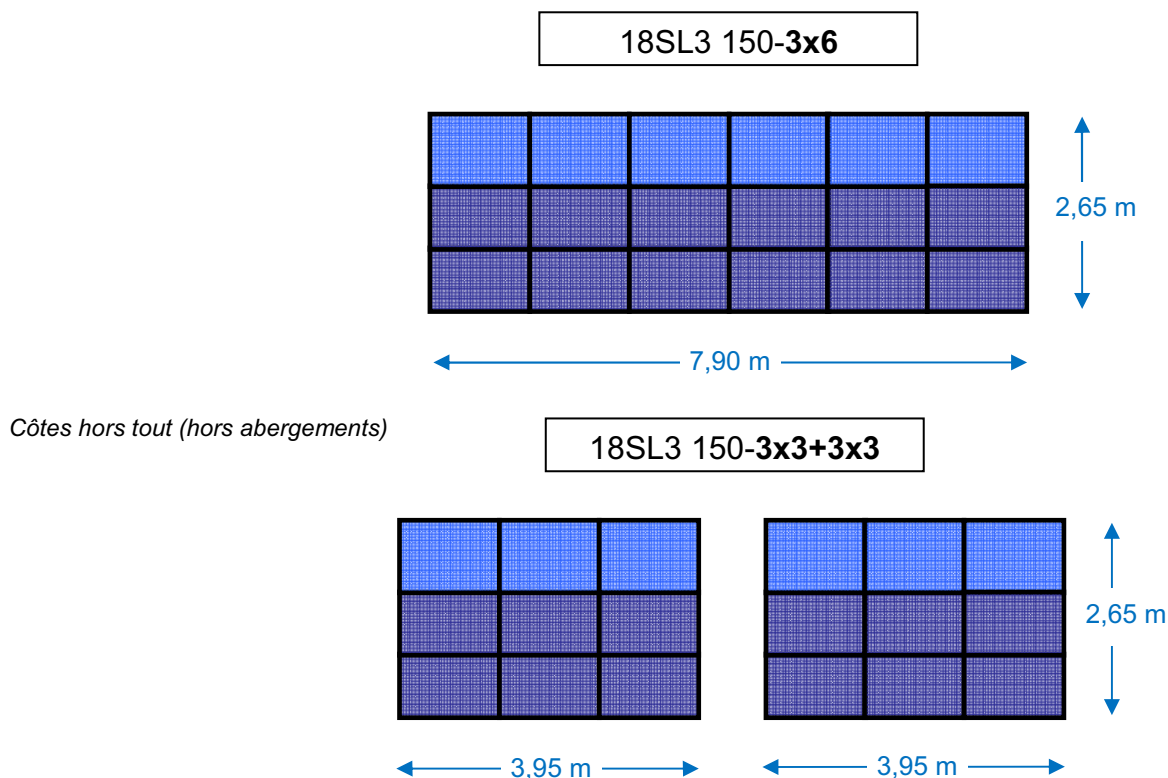 18SL3 150-3x6
2,65 m
7,90 m
Côtes hors tout (hors abergements)
18SL3 150-3x3+3x3
2,65 m
3,95 m
3,95 m